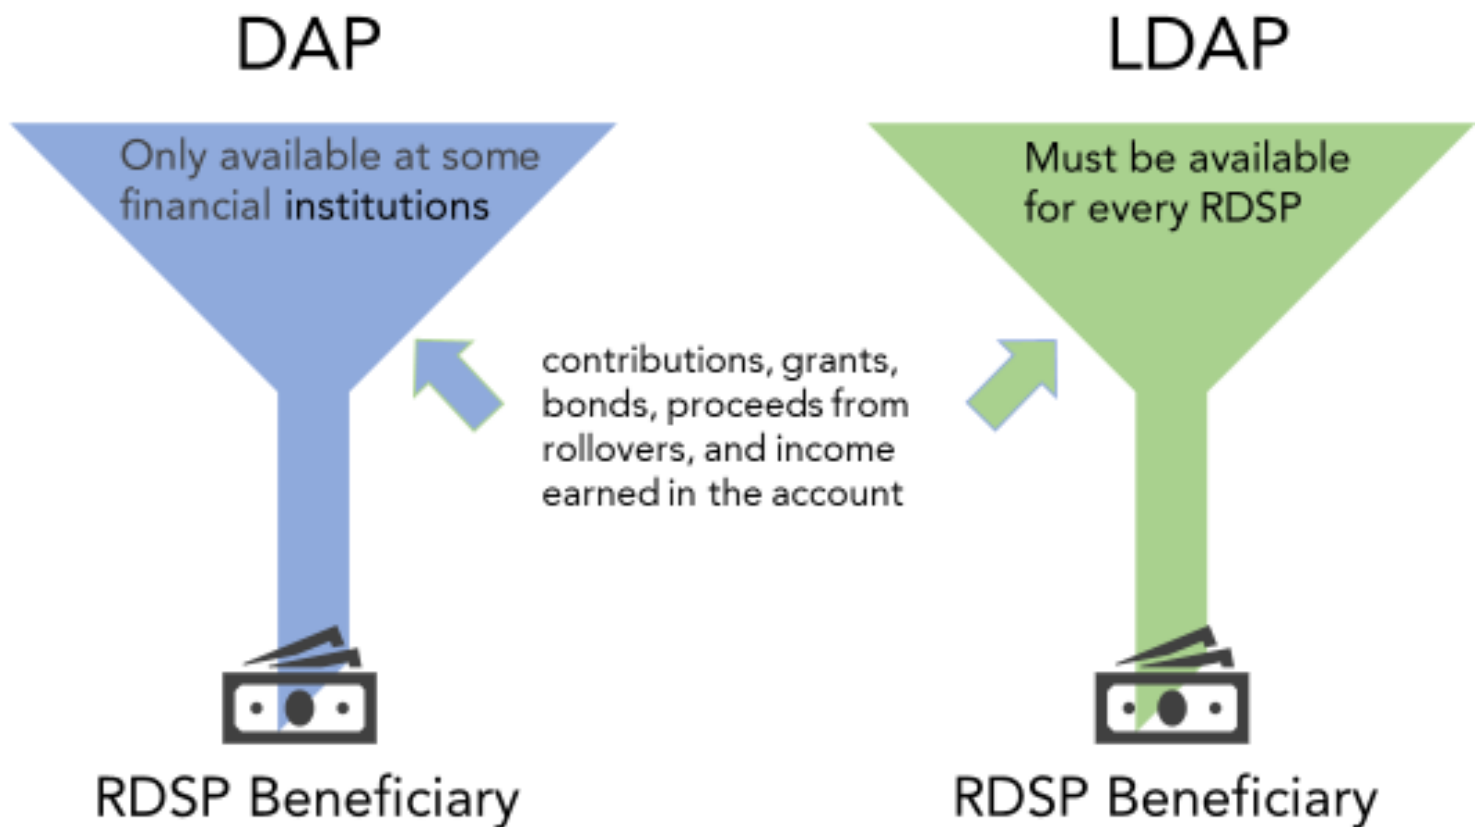 DAP
Only available at some
financial institutions
LDAP
Must be available
for every RDSP
contributions, grants,
bonds, proceeds from
rollovers, and income
earned in the account
RDSP Beneficiary
RDSP Beneficiary